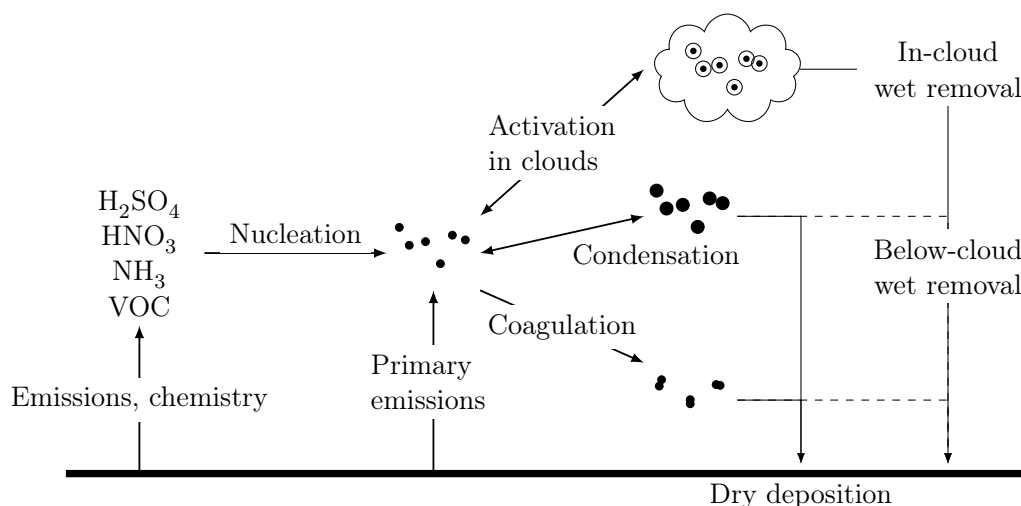 In-cloud
wet removal
Activation
in clouds
H₂SO₄
HNO₃
NH₃
VOC
Nucleation
Condensation
Below-cloud
wet removal
Coagulation
Primary
emissions
Emissions, chemistry
Dry deposition